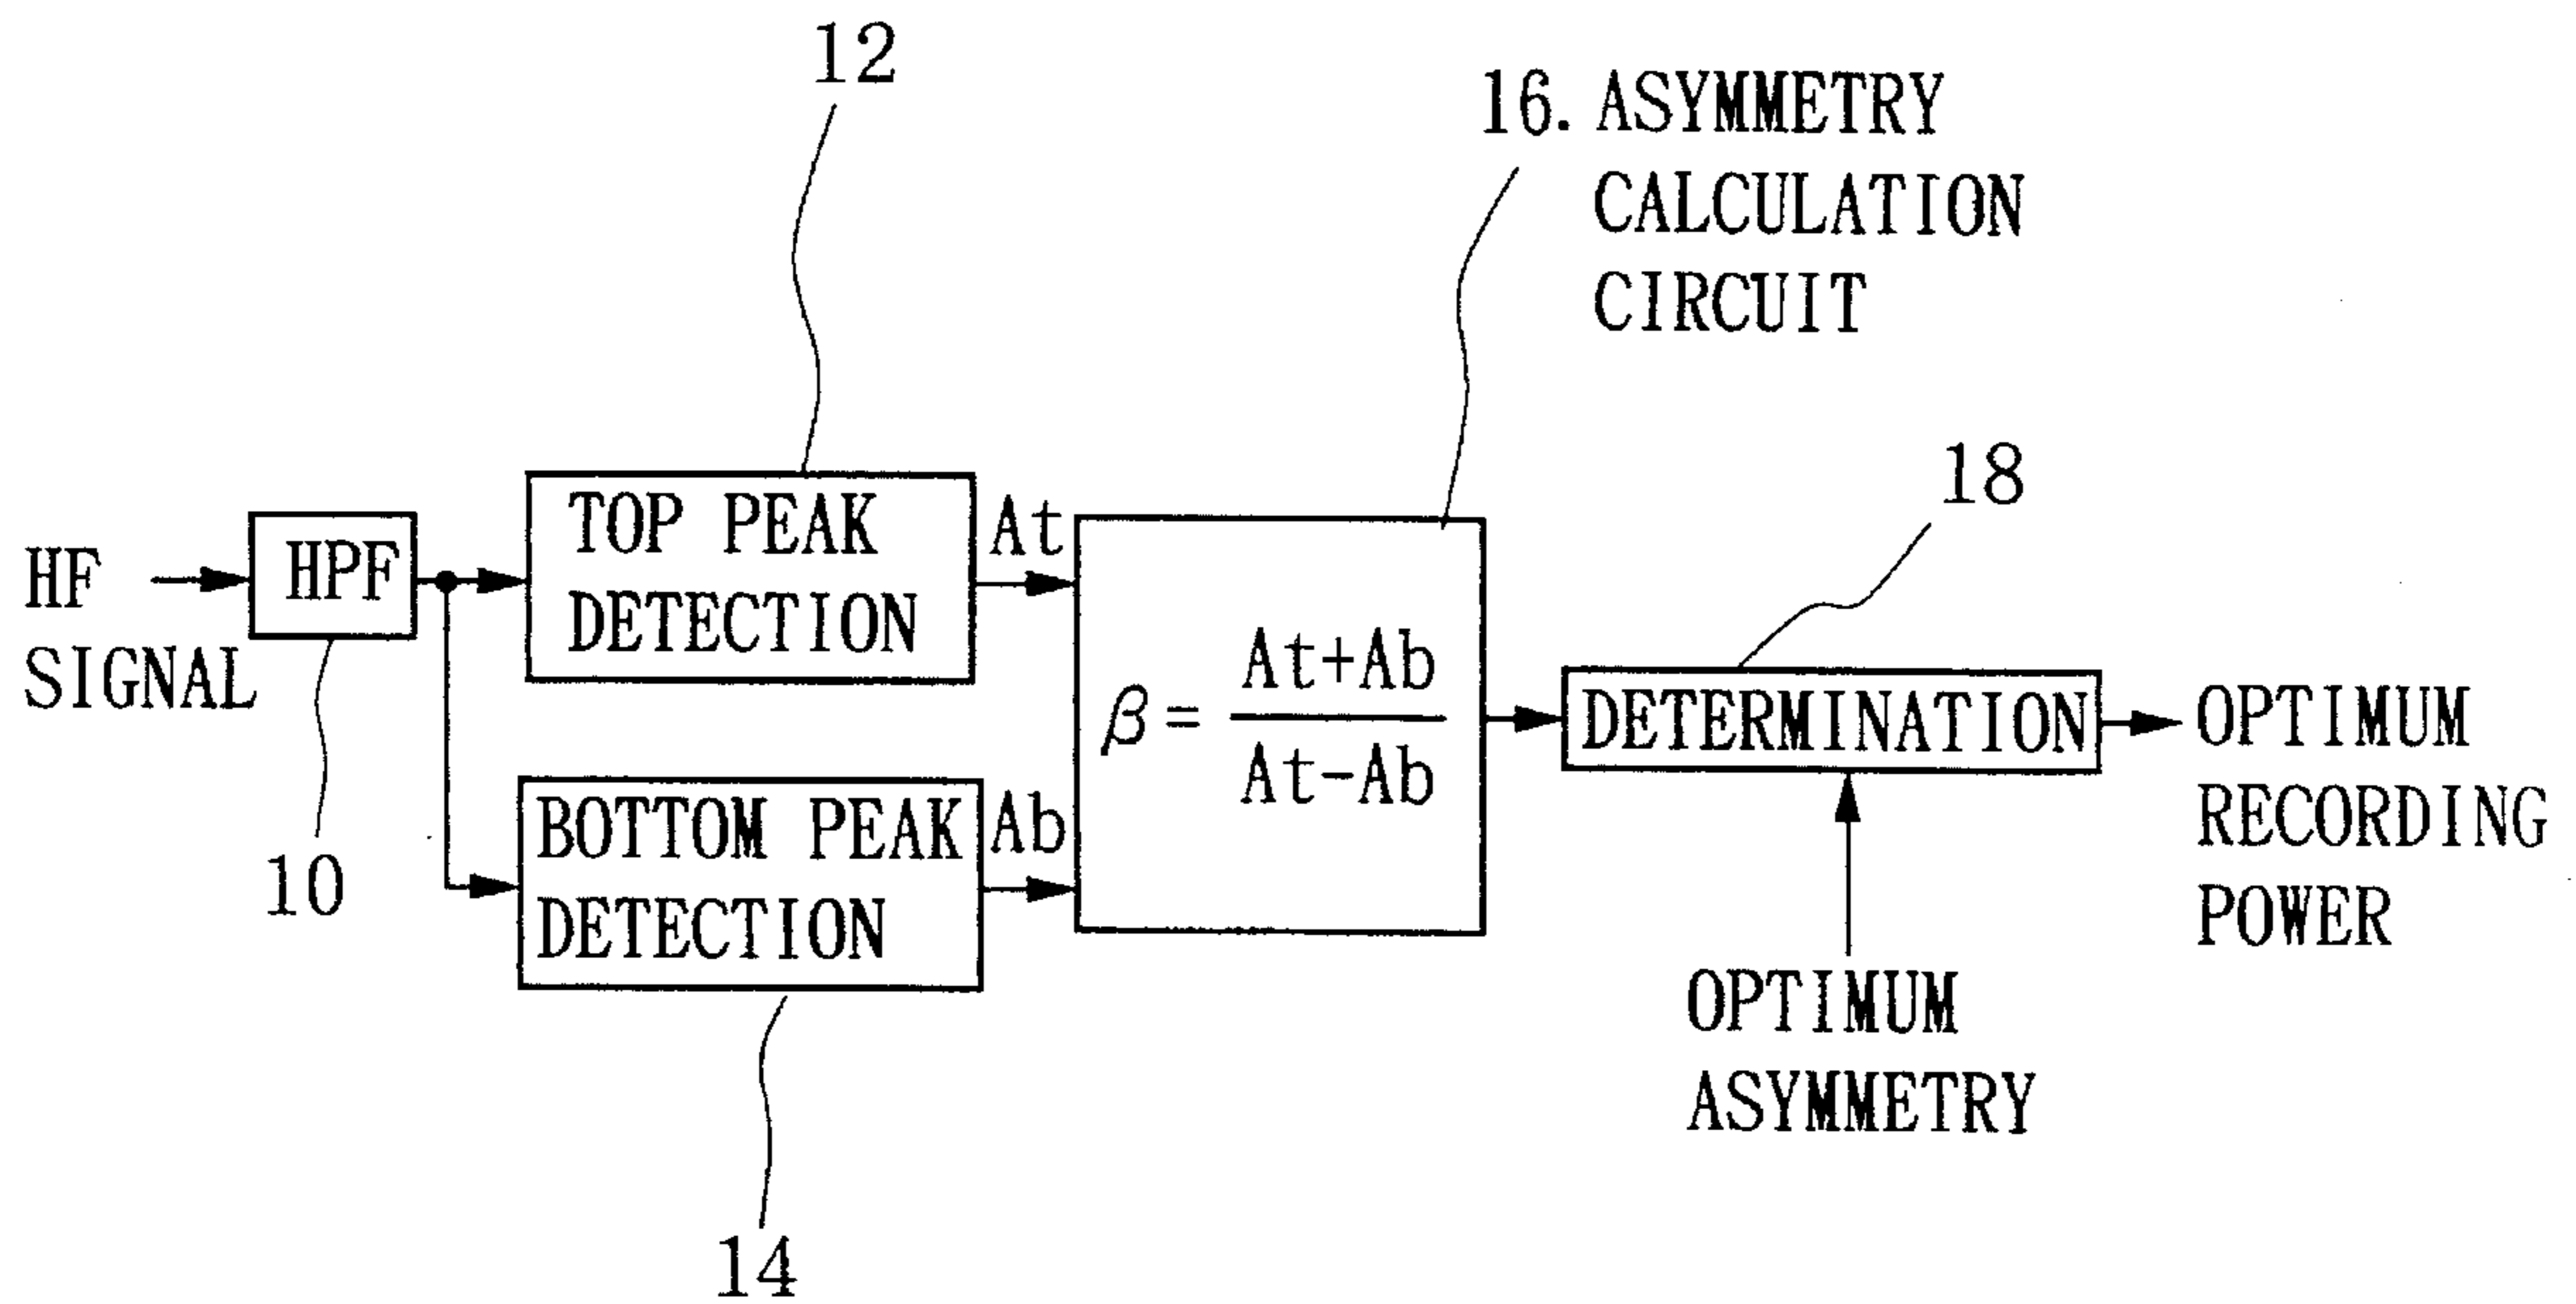 12
16. ASYMMETRY
CALCULATION
CIRCUIT
18
HF
SIGNAL
HPF
10
TOP PEAK
DETECTION
At
BOTTOM PEAK
DETECTION
Ab
14
β = At+Ab
At-Ab
DETERMINATION
OPTIMUM
ASYMMETRY
OPTIMUM
RECORDING
POWER